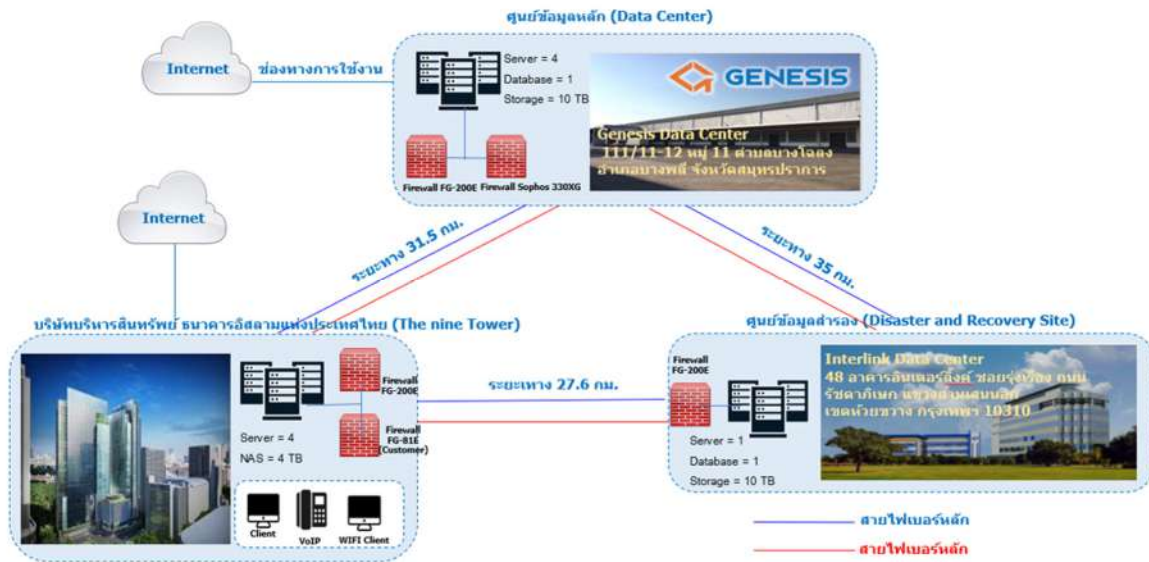 ศูนย์ข้อมูลหลัก (Data Center)
Internet
ช่องทางการใช้งาน
Server = 4
Database = 1
Storage = 10 TB
GENESIS
Genesis Data Center
111/11-12 หมู่ 11 ตำบลบางโฉลง
อำเภอบางพลี จังหวัดสมุทรปราการ
Firewall FG-200E
Firewall Sophos 330XG
Internet
ระยะทาง 31.5 กม.
ระยะทาง 35 กม.
บริษัทบริหารสินทรัพย์ ธนาคารอิสลามแห่งประเทศไทย (The nine Tower)
Firewall
FG-200E
Firewall
FG-81E
(Customer)
Server = 4
NAS = 4 TB
Client
VoIP
WIFI Client
ระยะเทาง 27.6 กม.
ศูนย์ข้อมูลสำรอง (Disaster and Recovery Site)
Firewall
FG-200E
Server = 1
Database = 1
Storage = 10 TB
Interlink Data Center
48 อาคารอินเตอร์ลิ้งค์ ซอยรุ่งเรือง ถนน
รัชดาภิเษก แขวงสามเสนนอก
เขตห้วยขวาง กรุงเทพฯ 10310
สายไฟเบอร์หลัก
สายไฟเบอร์หลัก